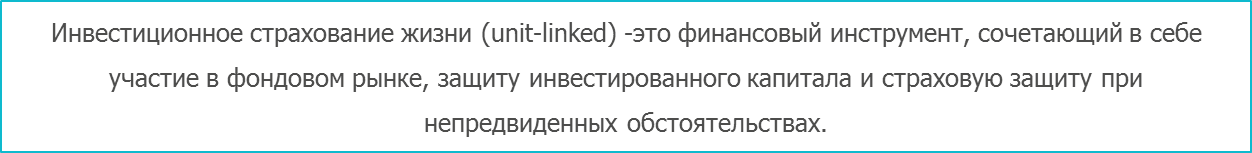 Инвестиционное страхование жизни (unit-linked) -это финансовый инструмент, сочетающий в себе
участие в фондовом рынке, защиту инвестированного капитала и страховую защиту при
непредвиденных обстоятельствах.